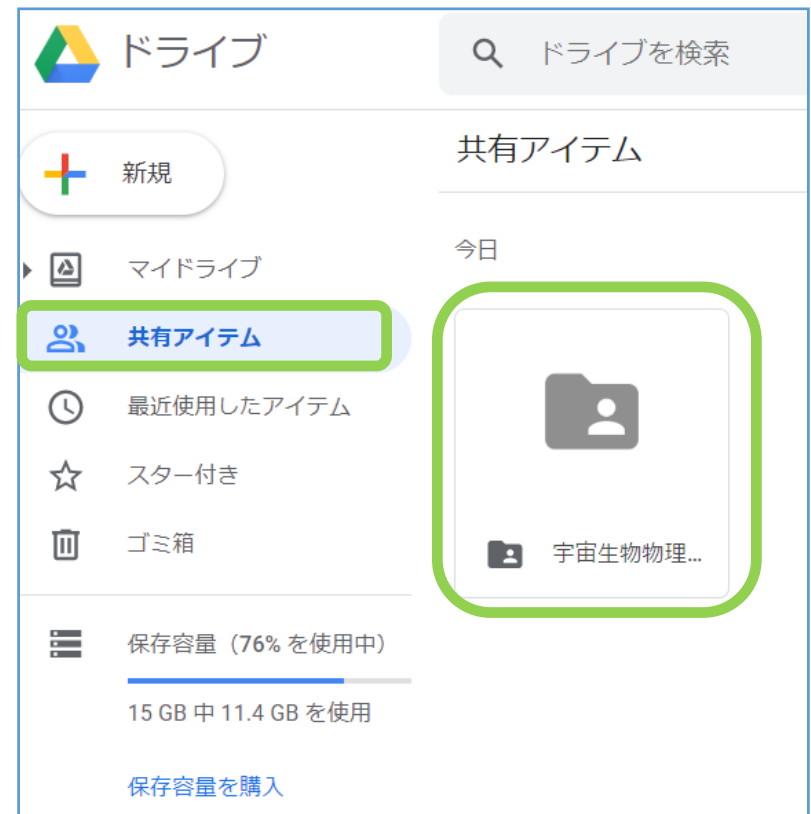 ドライブ
ドライブを検索
新規
マイドライブ
共有アイテム
最近使用したアイテム
スター付き
ゴミ箱
保存容量（76% を使用中）
15 GB 中 11.4 GB を使用
保存容量を購入
共有アイテム
今日
宇宙生物物理...